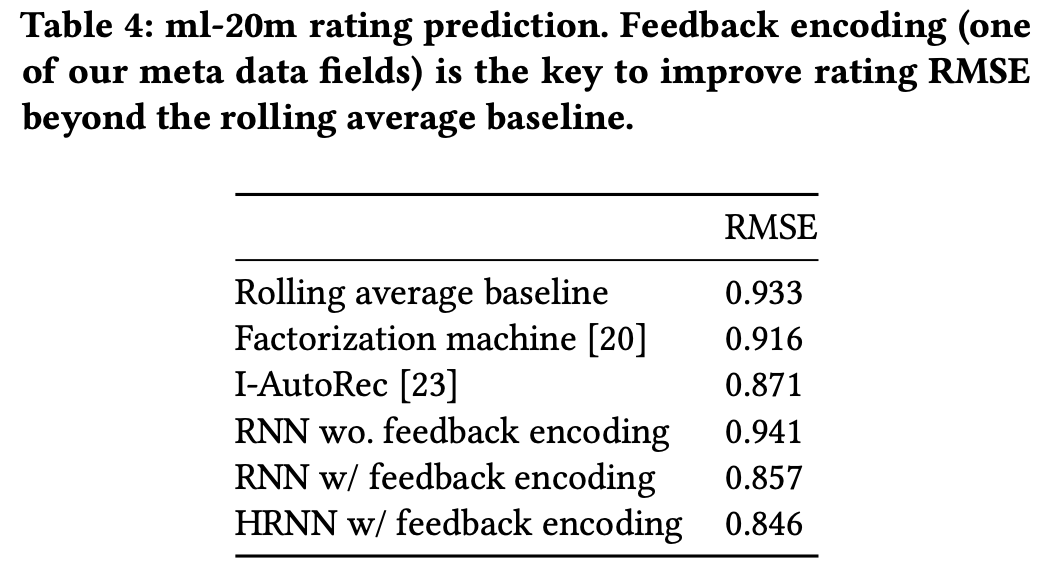 Table 4: ml-20m rating prediction. Feedback encoding (one
of our meta data fields) is the key to improve rating RMSE
beyond the rolling average baseline.
RMSE
Rolling average baseline 0.933
Factorization machine [20] 0.916
I-AutoRec [23] 0.871
RNN wo. feedback encoding 0.941
RNN w/ feedback encoding 0.857
HRNN w/ feedback encoding 0.846